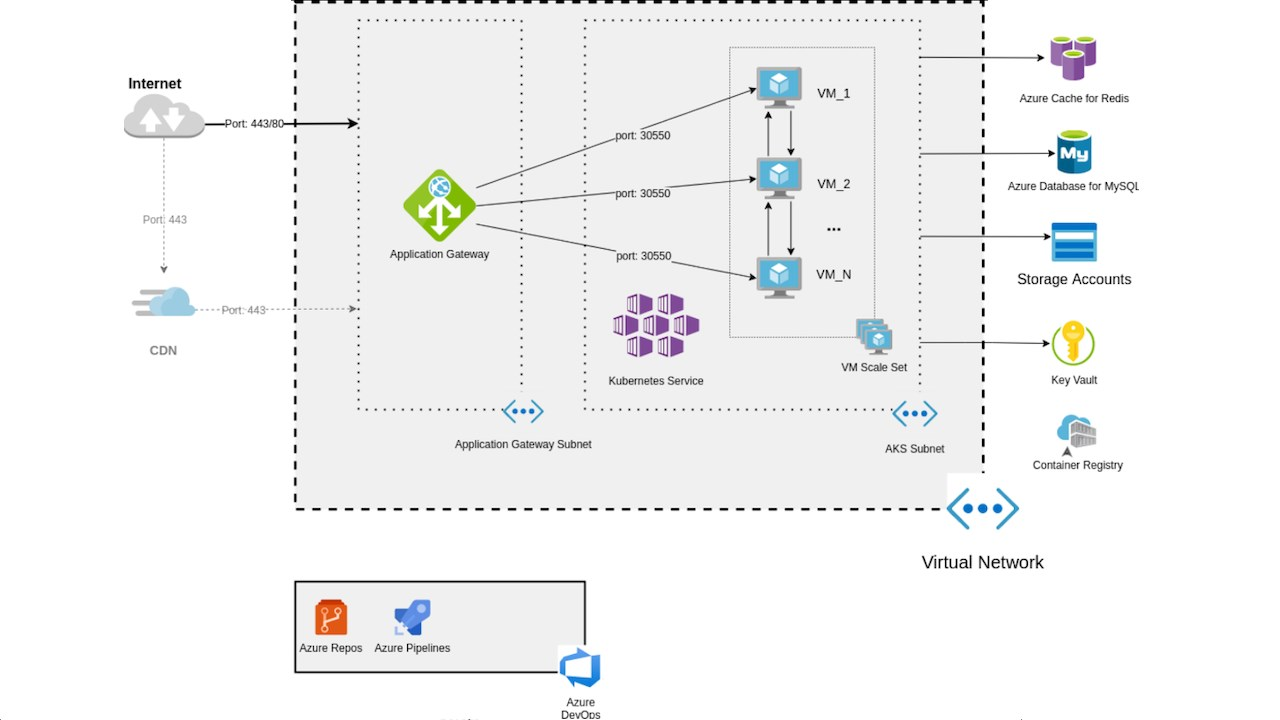 Internet
Port: 443/80
Port: 443
Port: 443
CDN
Application Gateway
Application Gateway Subnet
port: 30550
port: 30550
port: 30550
VM_1
VM_2
...
VM_N
Kubernetes Service
VM Scale Set
AKS Subnet
Azure Cache for Redis
My
Azure Database for MySQL
Storage Accounts
Key Vault
Container Registry
Virtual Network
Azure Repos
Azure Pipelines
Azure
DevOps